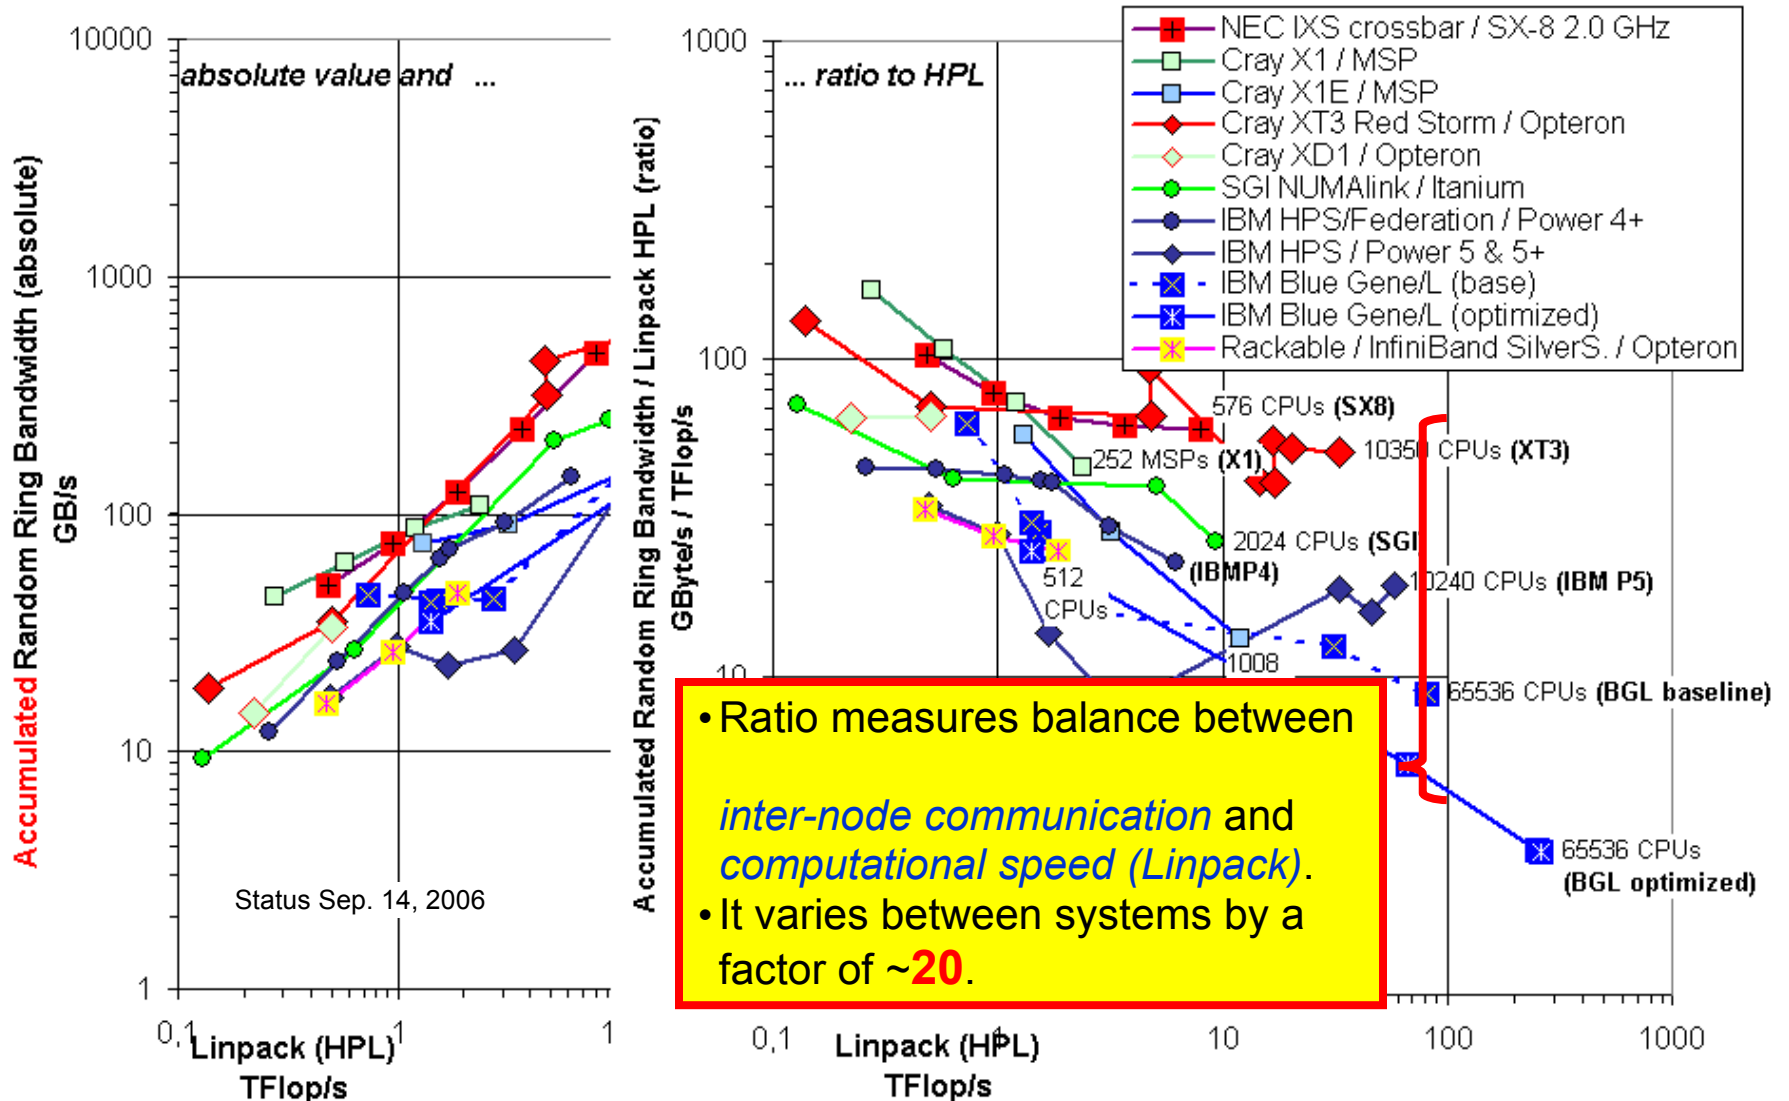 absolute value and ...
10000
1000
100
10
1
0,1
1
1
Accumulated Random Ring Bandwidth (absolute)
GB/s
Status Sep. 14, 2006
Linpack (HPL)
TFlop/s
... ratio to HPL
1000
100
10
0,1
1
10
100
1000
Accumulated Random Ring Bandwidth / Linpack HPL (ratio)
GByte/s / TFlop/s
Linpack (HPL)
TFlop/s
NEC IXS crossbar / SX-8 2.0 GHz
Cray X1 / MSP
Cray X1E / MSP
Cray XT3 Red Storm / Opteron
Cray XD1 / Opteron
SGI NUMAlink / Itanium
IBM HPS/Federation / Power 4+
IBM HPS / Power 5 & 5+
IBM Blue Gene/L (base)
IBM Blue Gene/L (optimized)
Rackable / InfiniBand SilverS. / Opteron
576 CPUs (SX8)
252 MSPs (X1)
10350 CPUs (XT3)
2024 CPUs (SGI
(IBMP4)
512
CPUs
10240 CPUs (IBM P5)
1008
65536 CPUs (BGL baseline)
65536 CPUs
(BGL optimized)
• Ratio measures balance between
inter-node communication and
computational speed (Linpack).
• It varies between systems by a
factor of ~20.